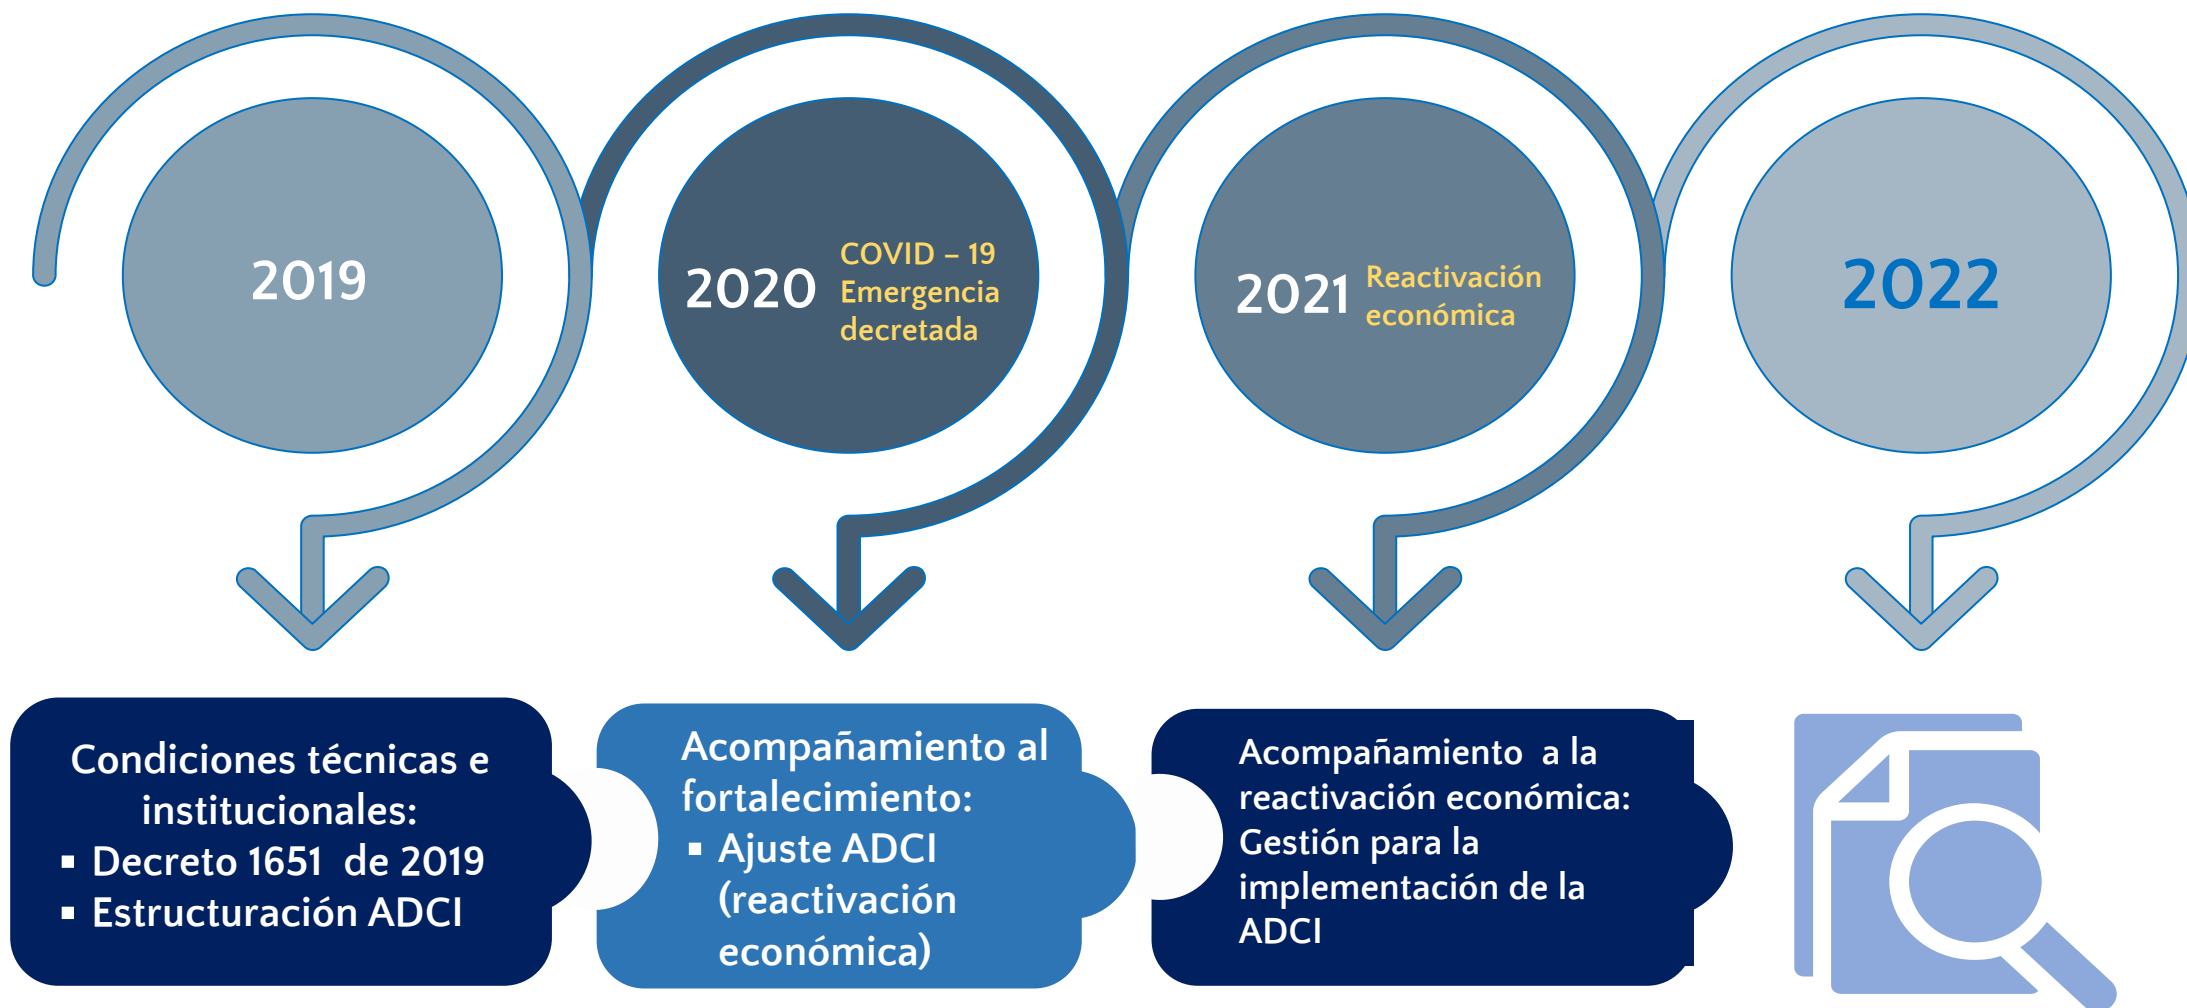 2019
2020
COVID – 19
Emergencia
decretada
2021
Reactivación
económica
2022
Condiciones técnicas e
institucionales:
▪ Decreto 1651 de 2019
▪ Estructuración ADCI
Acompañamiento al
fortalecimiento:
▪ Ajuste ADCI
(reactivación
económica)
Acompañamiento a la
reactivación económica:
Gestión para la
implementación de la
ADCI